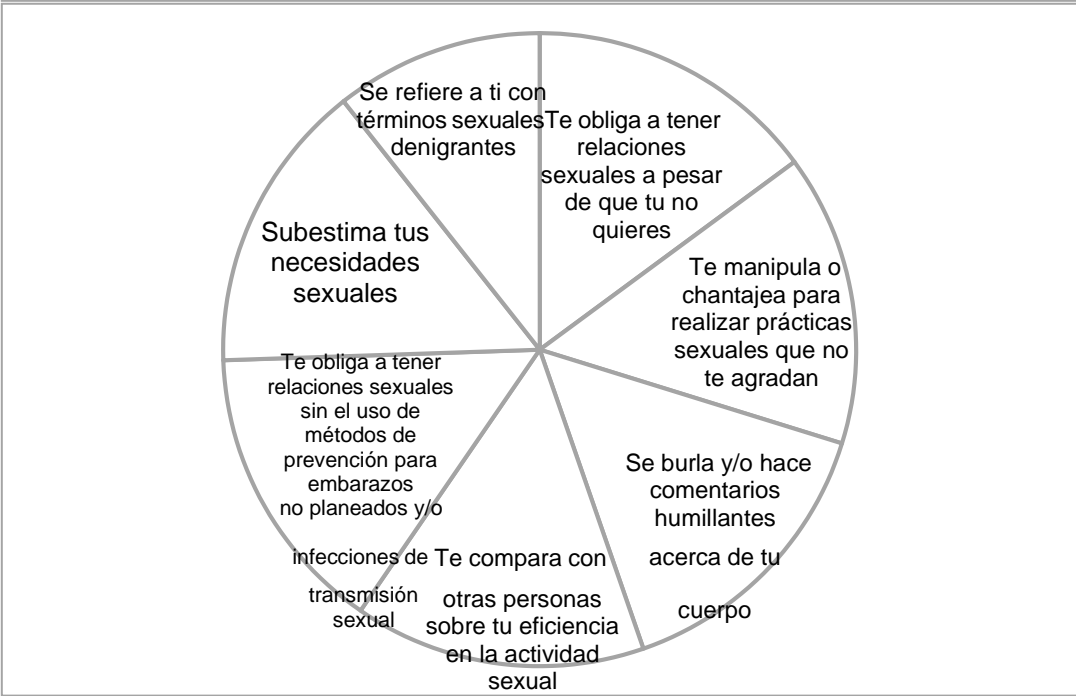 Se refiere a ti con
términos sexuales
denigrantes
Te obliga a tener
relaciones
sexuales a pesar
de que tu no
quieres
Te manipula o
chantajea para
realizar prácticas
sexuales que no
te agradan
Se burla y/o hace
comentarios
humillantes
acerca de tu
cuerpo
Te compara con
otras personas
sobre tu eficiencia
en la actividad
sexual
Te obliga a tener
relaciones sexuales
sin el uso de
métodos de
prevención para
embarazos
no planeados y/o
infecciones de
transmisión
sexual
Subestima tus
necesidades
sexuales